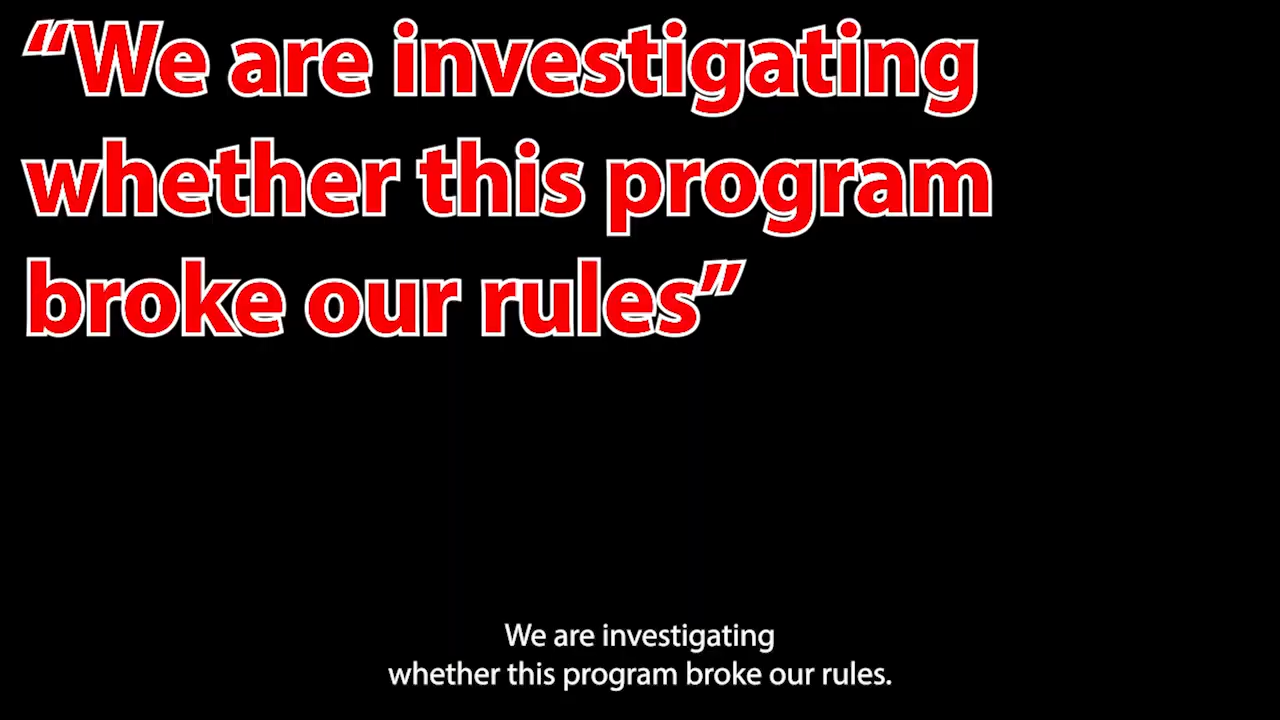 “We are investigating
whether this program
broke our rules”
We are investigating
whether this program broke our rules.